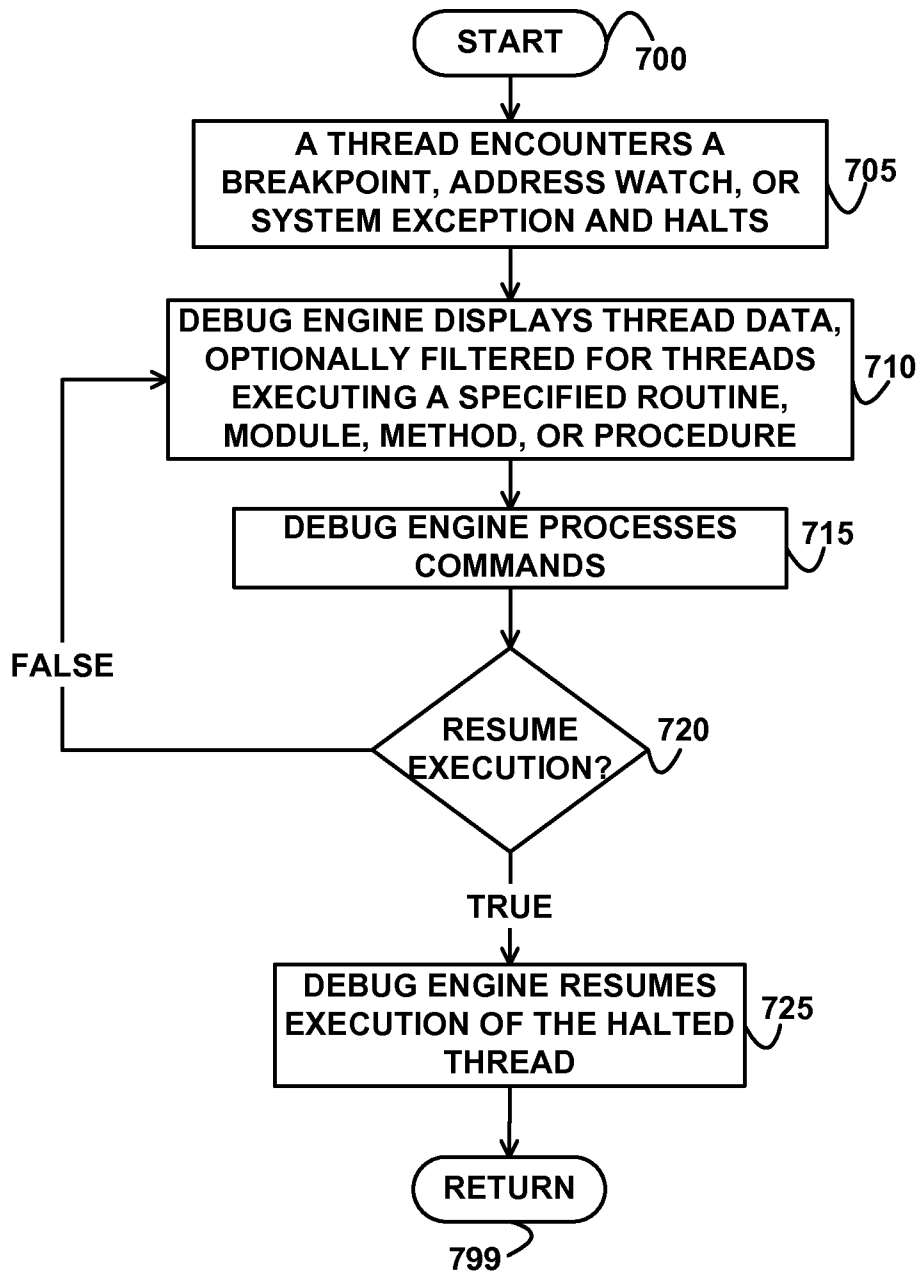 START
700
A THREAD ENCOUNTERS A
BREAKPOINT, ADDRESS WATCH, OR
SYSTEM EXCEPTION AND HALTS
705
DEBUG ENGINE DISPLAYS THREAD DATA,
OPTIONALLY FILTERED FOR THREADS
EXECUTING A SPECIFIED ROUTINE,
MODULE, METHOD, OR PROCEDURE
710
DEBUG ENGINE PROCESSES
COMMANDS
715
FALSE
RESUME
EXECUTION?
720
TRUE
DEBUG ENGINE RESUMES
EXECUTION OF THE HALTED
THREAD
725
RETURN
799